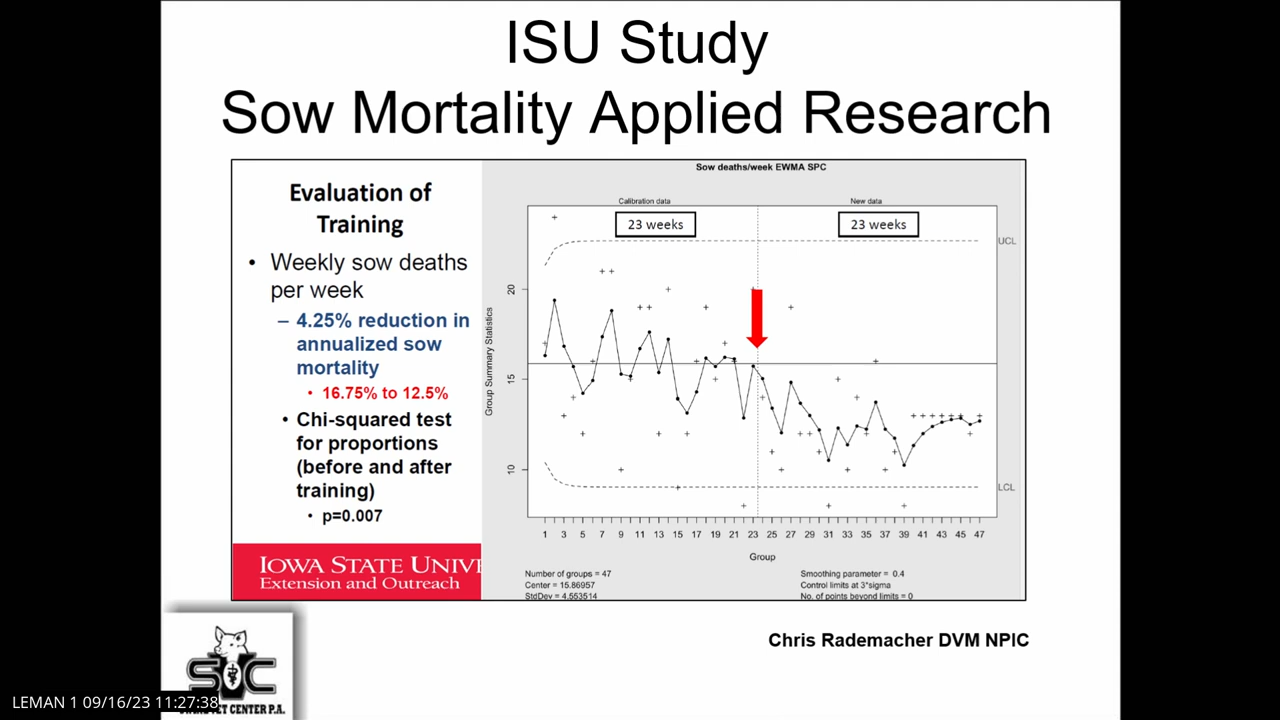 ISU Study
Sow Mortality Applied Research
Evaluation of
Training
• Weekly sow deaths
per week
– 4.25% reduction in
annualized sow
mortality
• 16.75% to 12.5%
• Chi-squared test
for proportions
(before and after
training)
• p=0.007
IOWA STATE UNIVE
Extension and Outreach
Sow deaths/week EWMA SPC
Calibration data
New data
23 weeks
23 weeks
UCL
LCL
Group Summary Statistics
20
15
10
1 3 5 7 9 11 13 15 17 19 21 23 25 27 29 31 33 35 37 39 41 43 45 47
Group
Number of groups = 47
Center = 15.86957
StdDev = 4.553514
Smoothing parameter = 0.4
Control limits at 3*sigma
No. of points beyond limits = 0
Chris Rademacher DVM NPIC
SVC
CENTER P.A.
LEMAN 1 09/16/23 11:27:38